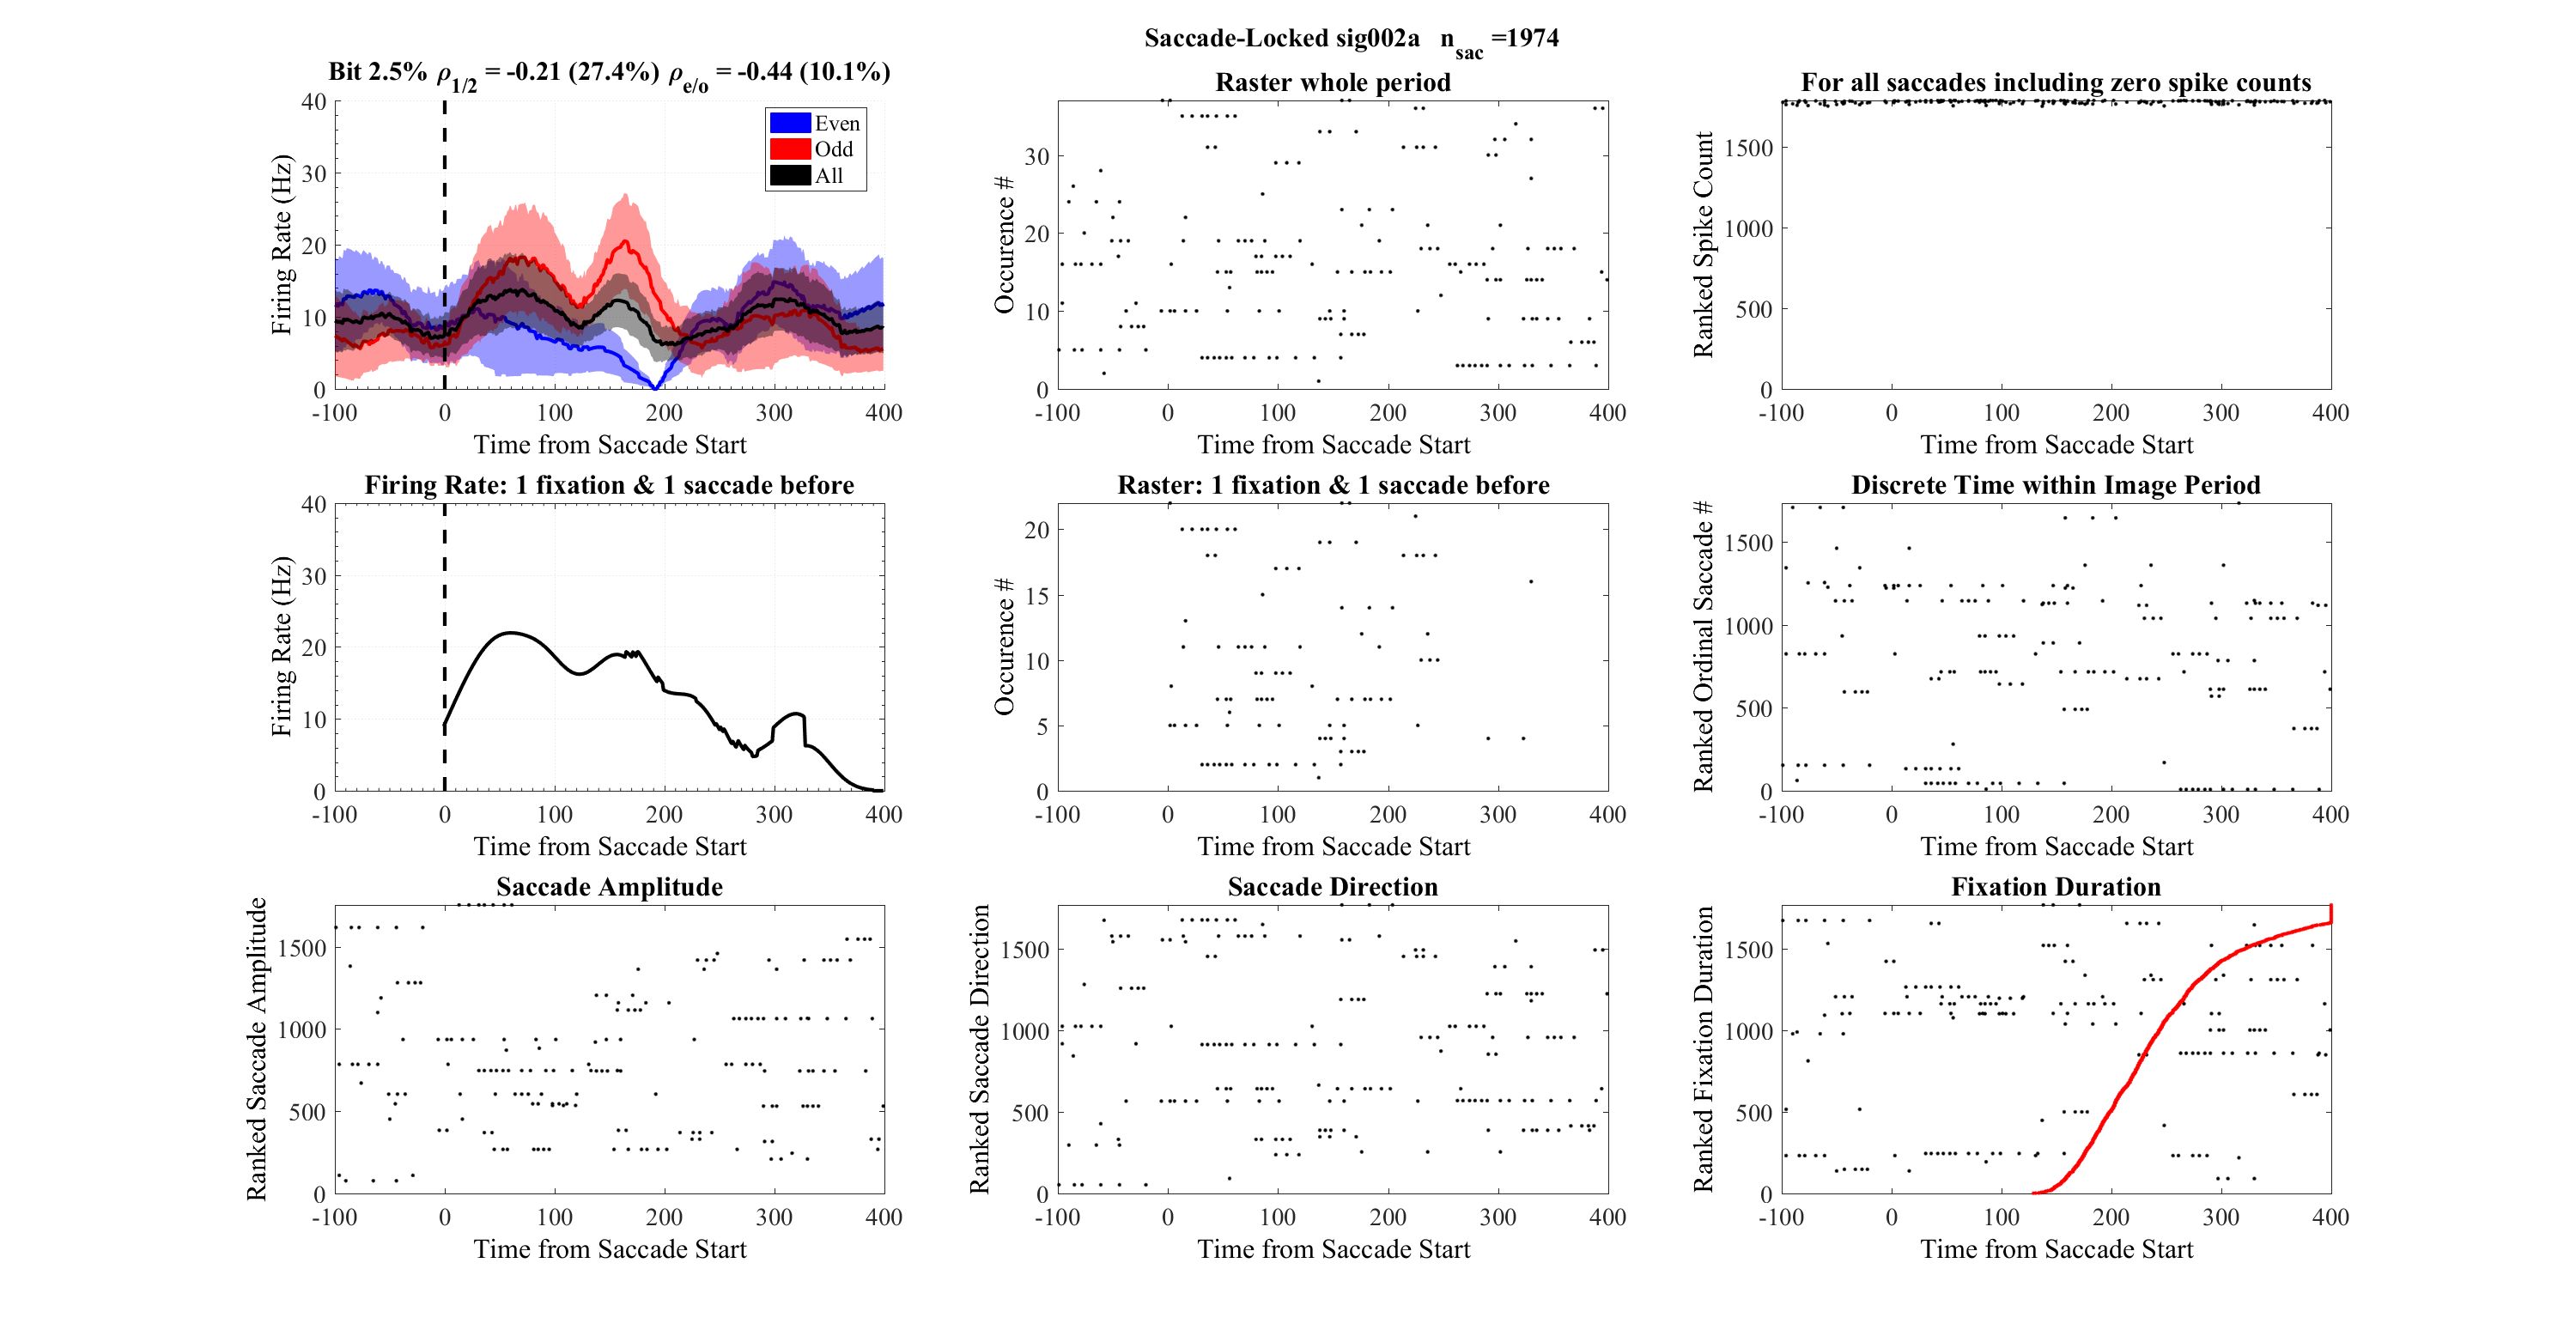 Saccade-Locked sig002a n_sac =1974
Bit 2.5% ρ_1/2 = -0.21 (27.4%) ρ_e/o = -0.44 (10.1%)
Firing Rate (Hz)
40
30
20
10
0
-100 0 100 200 300 400
Time from Saccade Start
Even
Odd
All
Raster whole period
Occurence #
30
20
10
0
-100 0 100 200 300 400
Time from Saccade Start
For all saccades including zero spike counts
Ranked Spike Count
1500
1000
500
0
-100 0 100 200 300 400
Time from Saccade Start
Firing Rate: 1 fixation & 1 saccade before
Firing Rate (Hz)
40
30
20
10
0
-100 0 100 200 300 400
Time from Saccade Start
Raster: 1 fixation & 1 saccade before
Occurence #
20
15
10
5
0
-100 0 100 200 300 400
Time from Saccade Start
Discrete Time within Image Period
Ranked Ordinal Saccade #
1500
1000
500
0
-100 0 100 200 300 400
Time from Saccade Start
Saccade Amplitude
Ranked Saccade Amplitude
1500
1000
500
0
-100 0 100 200 300 400
Time from Saccade Start
Saccade Direction
Ranked Saccade Direction
1500
1000
500
0
-100 0 100 200 300 400
Time from Saccade Start
Fixation Duration
Ranked Fixation Duration
1500
1000
500
0
-100 0 100 200 300 400
Time from Saccade Start